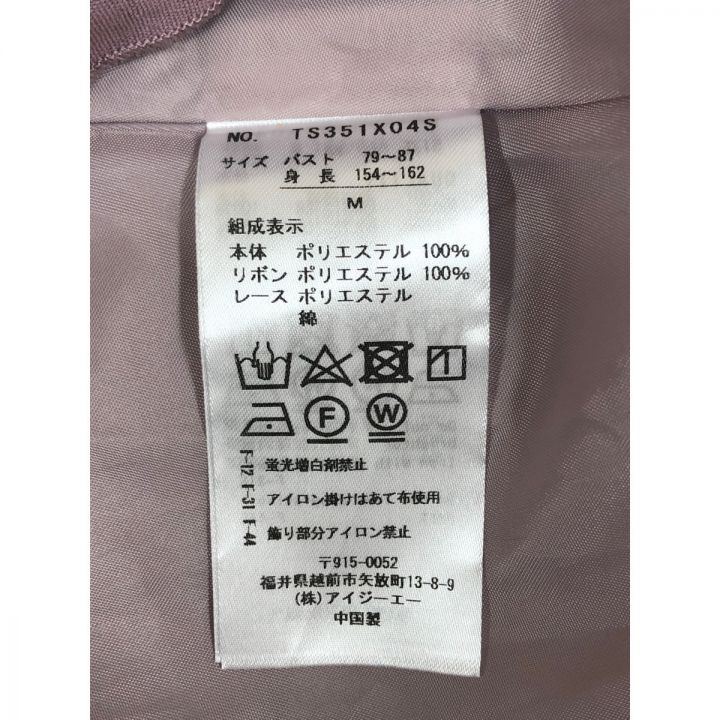 NO. TS351X04S
サイズ バスト 79～87
身長 154～162
M
組成表示
本体 ポリエステル 100%
リボン ポリエステル 100%
レース ポリエステル
綿
1
F W
F-12 F-31 F-44
蛍光増白剤禁止
アイロン掛けはあて布使用
飾り部分アイロン禁止
〒915-0052
福井県越前市矢放町13-8-9
(株)アイジーエー
中国製